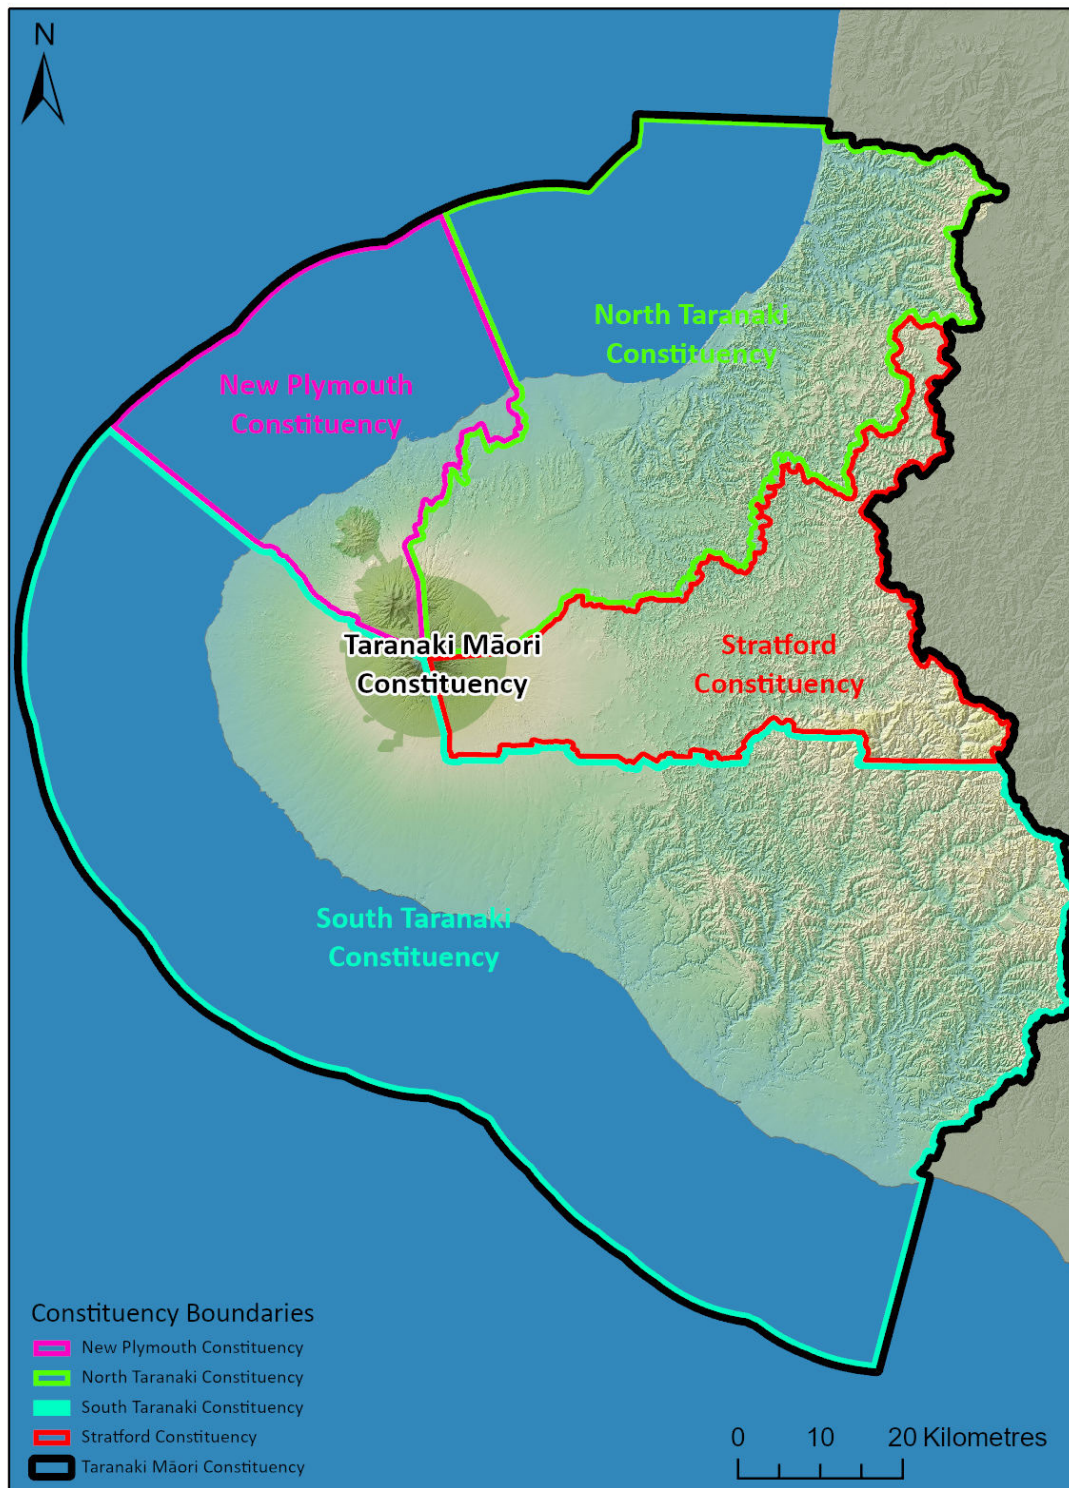 N
North Taranaki
Constituency
New Plymouth
Constituency
Taranaki Māori
Constituency
Stratford
Constituency
South Taranaki
Constituency
Constituency Boundaries
New Plymouth Constituency
North Taranaki Constituency
South Taranaki Constituency
Stratford Constituency
Taranaki Māori Constituency
0 10 20 Kilometres